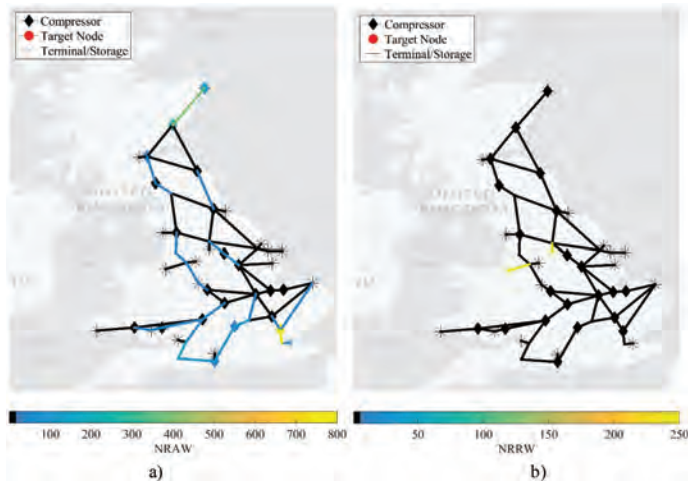 Compressor
Target Node
Terminal/Storage
Compressor
Target Node
Terminal/Storage
100 200 300 400 500 600 700 800
NRAW
50 100 150 200 250
NRRW
a)
b)